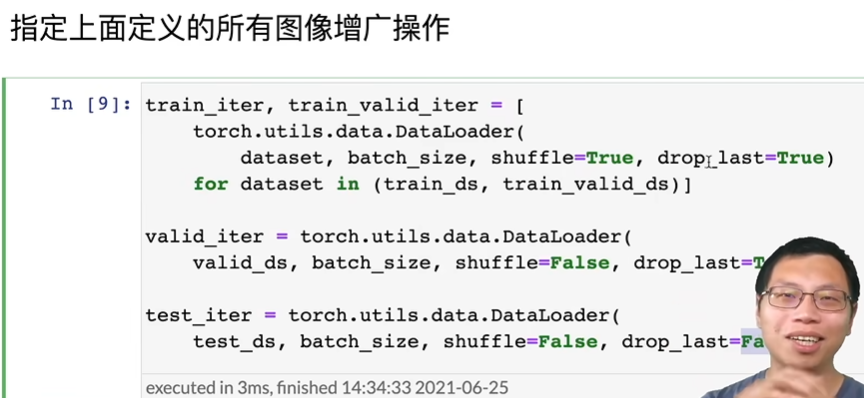 指定上面定义的所有图像增广操作
In [9]: train_iter, train_valid_iter = [
torch.utils.data.DataLoader(
dataset, batch_size, shuffle=True, drop_last=True)
for dataset in (train_ds, train_valid_ds)]
valid_iter = torch.utils.data.DataLoader(
valid_ds, batch_size, shuffle=False, drop_last=T
test_iter = torch.utils.data.DataLoader(
test_ds, batch_size, shuffle=False, drop_last=Fa
executed in 3ms, finished 14:34:33 2021-06-25